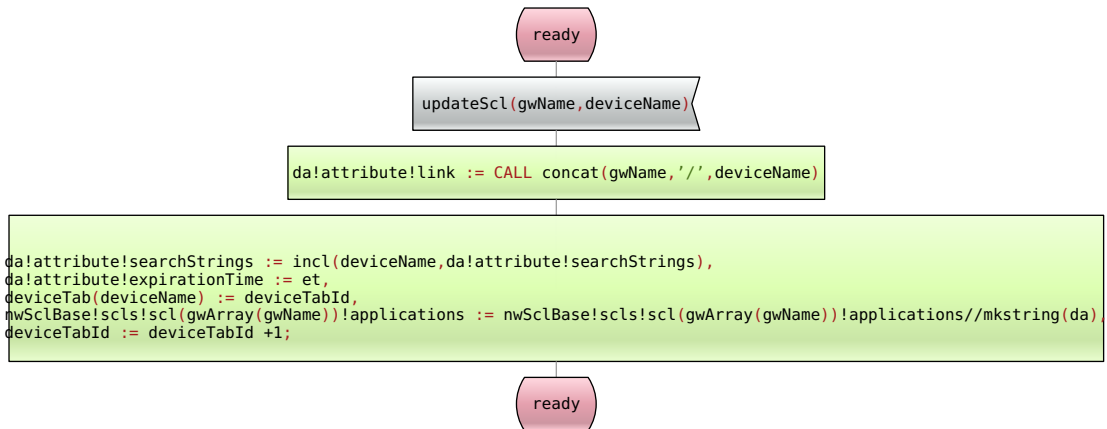 ready
updateScl(gwName,deviceName)
da!attribute!link := CALL concat(gwName,'/',deviceName)
da!attribute!searchStrings := incl(deviceName,da!attribute!searchStrings),
da!attribute!expirationTime := et,
deviceTab(deviceName) := deviceTabId,
nwSclBase!scls!scl(gwArray(gwName))!applications := nwSclBase!scls!scl(gwArray(gwName))!applications//mkstring(da),
deviceTabId := deviceTabId +1;
ready